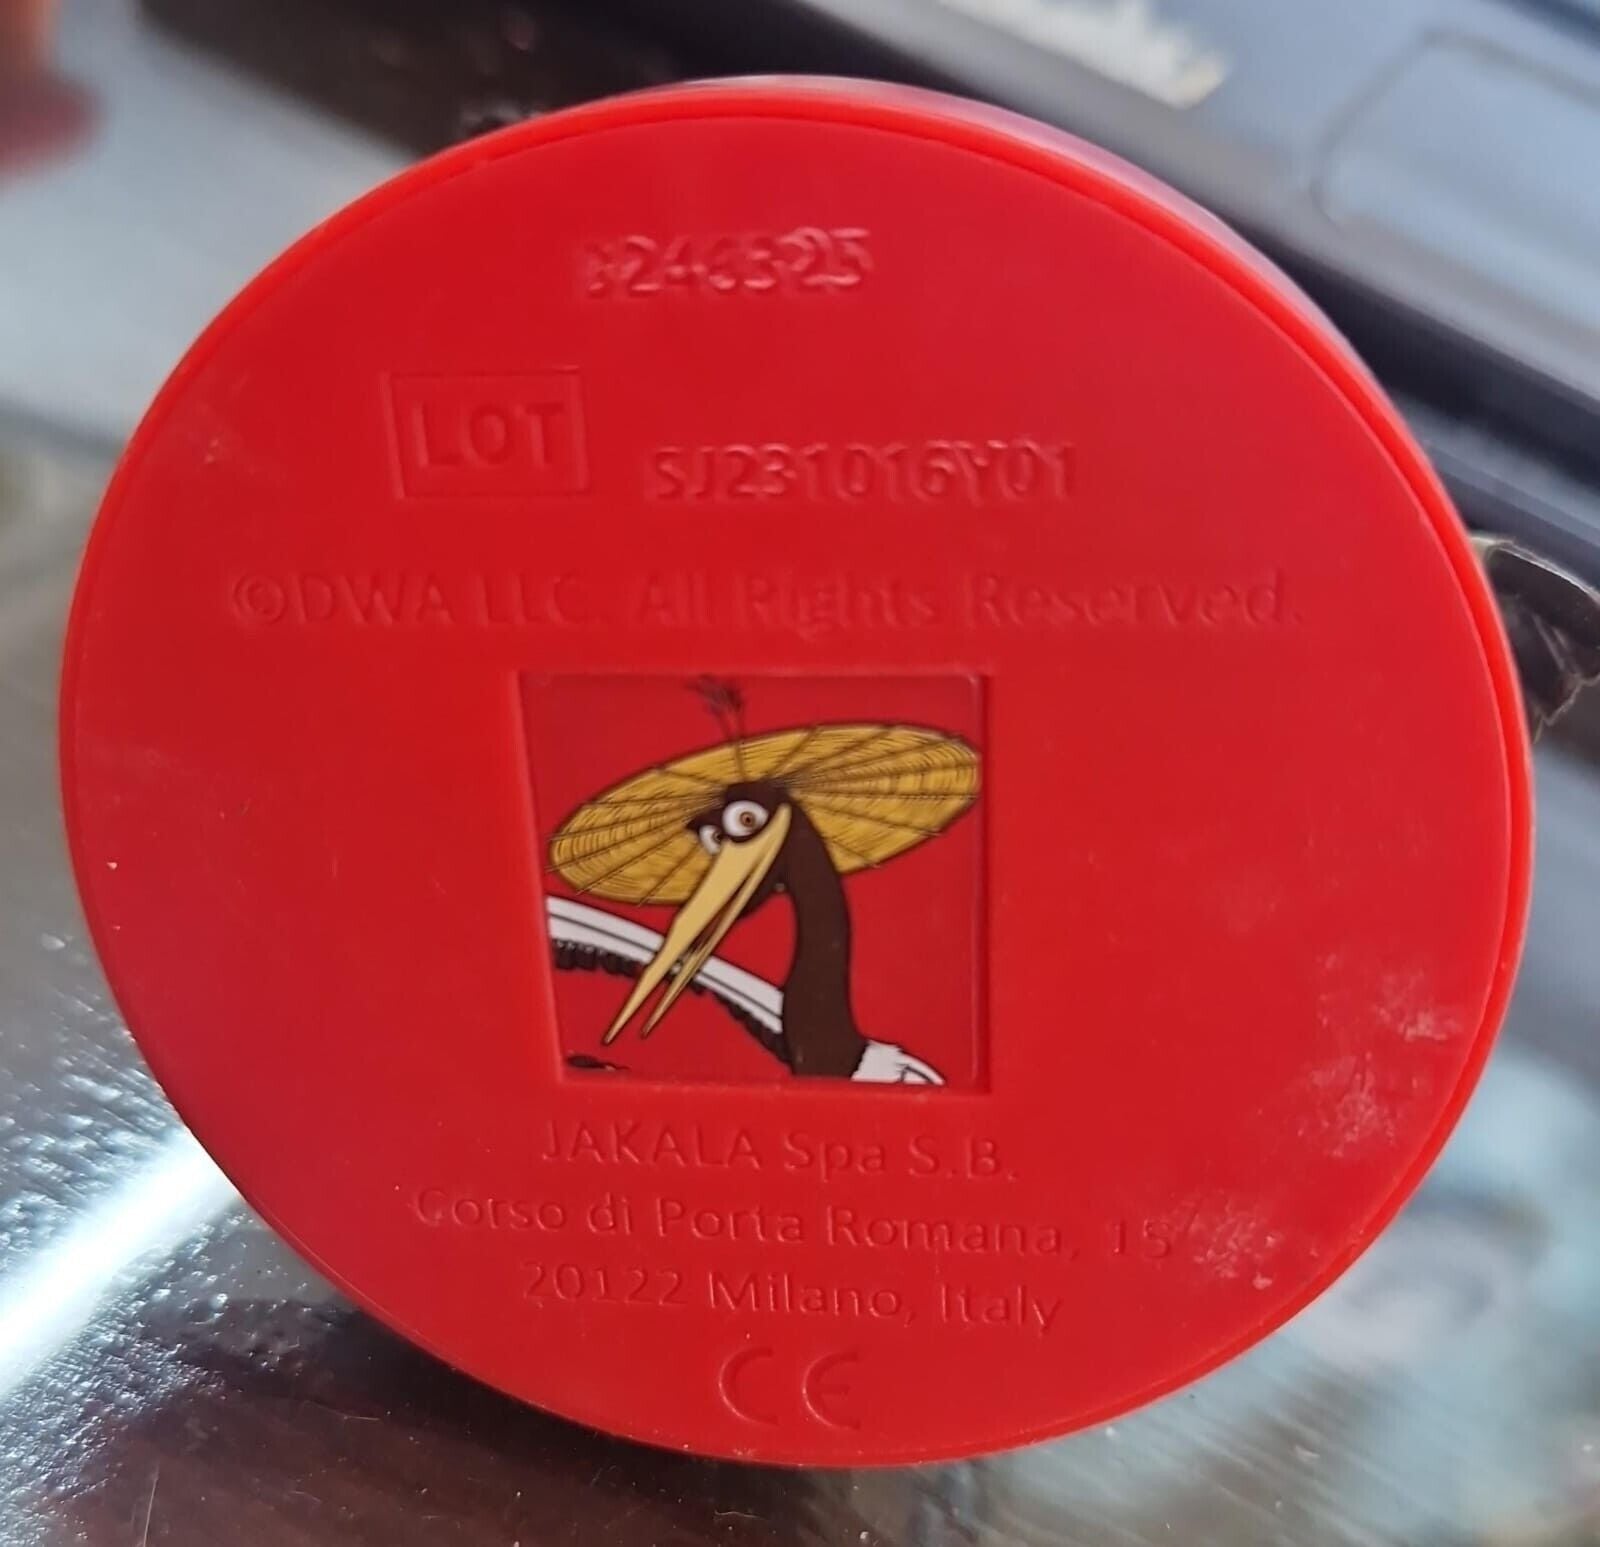 LOT SJ231016Y01
©DWA LLC. All Rights Reserved.
JAKALA Spa S.B.
Corso di Porta Romana, 15
20122 Milano, Italy
CE